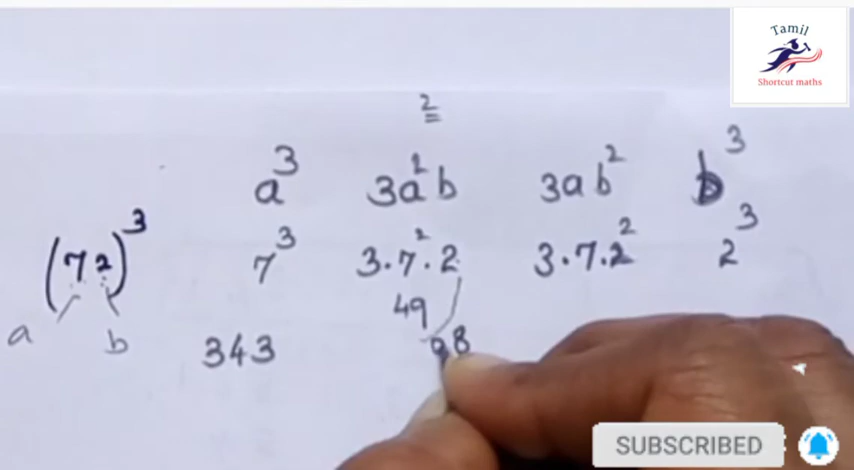 Tamil
Shortcut maths
2
a³ 3a²b 3ab² b³
(72)³ 7³ 3.7².2 3.7.2² 2³
49
a b 343 98
SUBSCRIBED